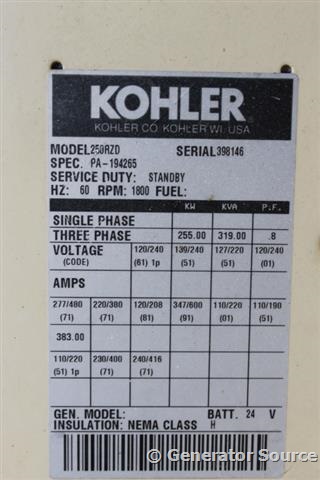 KOHLER
KOHLER CO. KOHLER WI. USA
MODEL 250RZD SERIAL 398146
SPEC. PA-194265
SERVICE DUTY: STANDBY
HZ: 60 RPM: 1800 FUEL:
KW KVA P.F.
SINGLE PHASE
THREE PHASE 255.00 319.00 .8
VOLTAGE 120/240 139/240 127/220 120/240
(CODE) (61) 1p (51) (51) (01)
AMPS
277/480 220/380 120/208 347/600 110/220 110/190
(71) (71) (81) (91) (01) (51)
383.00
110/220 230/400 240/416
(51) 1p (71) (71)
GEN. MODEL: BATT. 24 V
INSULATION: NEMA CLASS H
© Generator Source